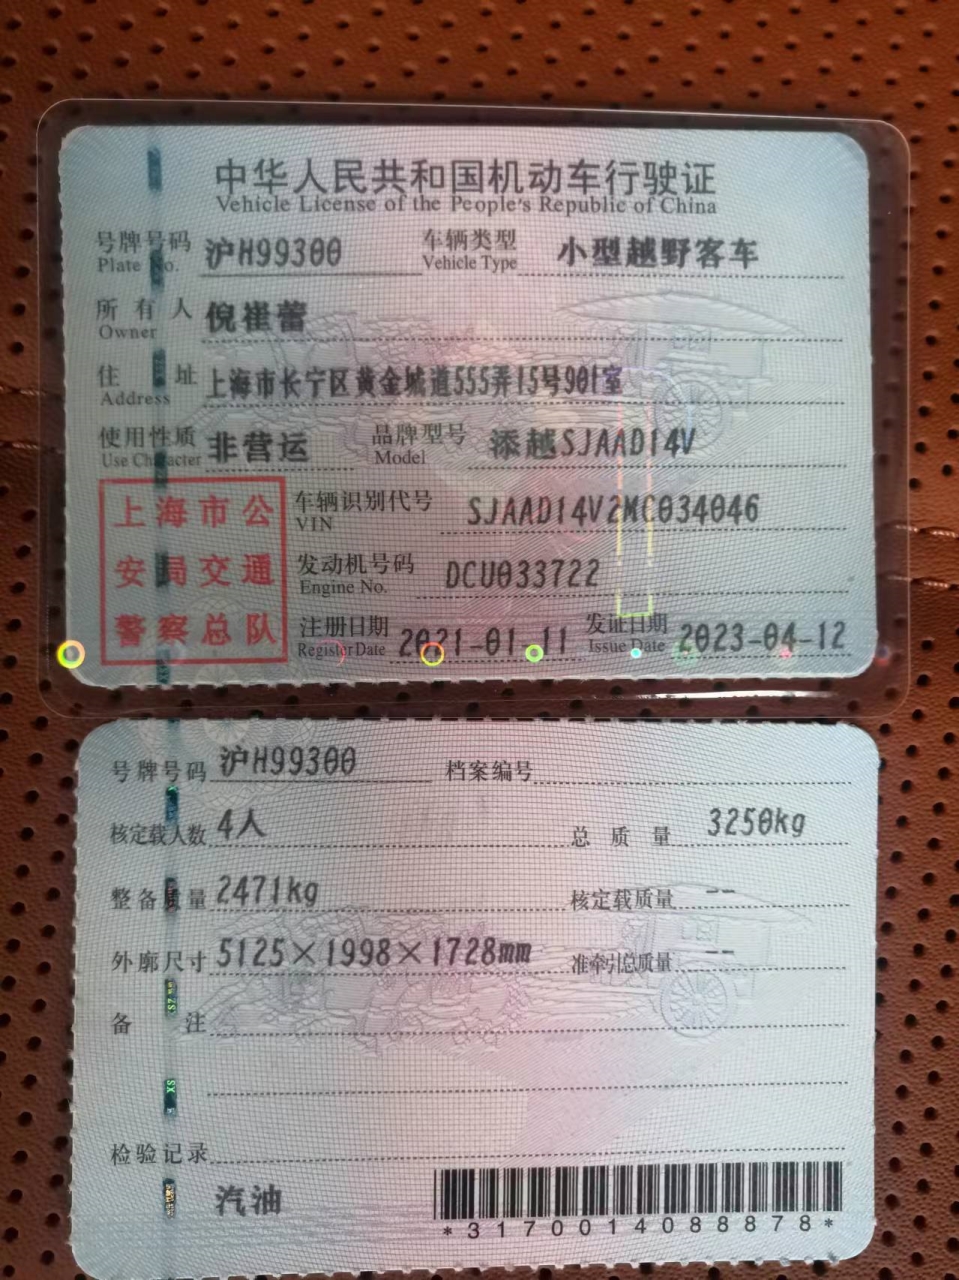 中华人民共和国机动车行驶证
Vehicle License of the People's Republic of China
号牌号码 沪H99300 车辆类型 小型越野客车
Plate No. Vehicle Type
所有人 倪崔蕾
Owner
住址 上海市长宁区黄金城道555弄15号901室
Address
使用性质 非营运 品牌型号 添越SJAAD14V
Use Character Model
上海市公
安局交通
警察总队
车辆识别代号 SJAAD14V2MC034046
VIN
发动机号码 DCU033722
Engine No.
注册日期 2021-01-11 发证日期 2023-04-12
Register Date Issue Date
号牌号码 沪H99300 档案编号
核定载人数 4人 总质量 3250kg
整备质量 2471kg 核定载质量 --
外廓尺寸 5125×1998×1728mm 准牵引总质量 --
备注
检验记录
汽油
*3170014088878*